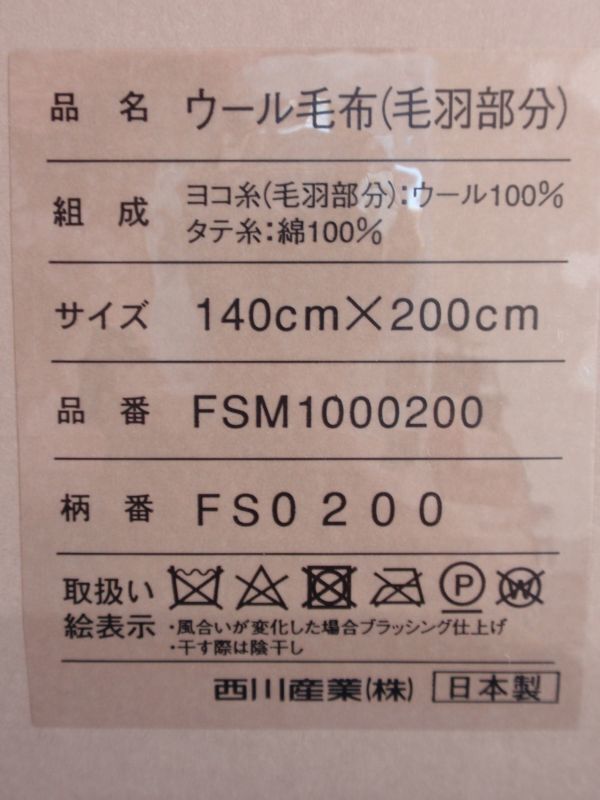 品名 ウール毛布(毛羽部分)
組成 ヨコ糸(毛羽部分):ウール100%
タテ糸:綿100%
サイズ 140cm×200cm
品番 FSM1000200
柄番 FS0200
取扱い
絵表示
P W
・風合いが変化した場合ブラッシング仕上げ
・干す際は陰干し
西川産業(株) 日本製